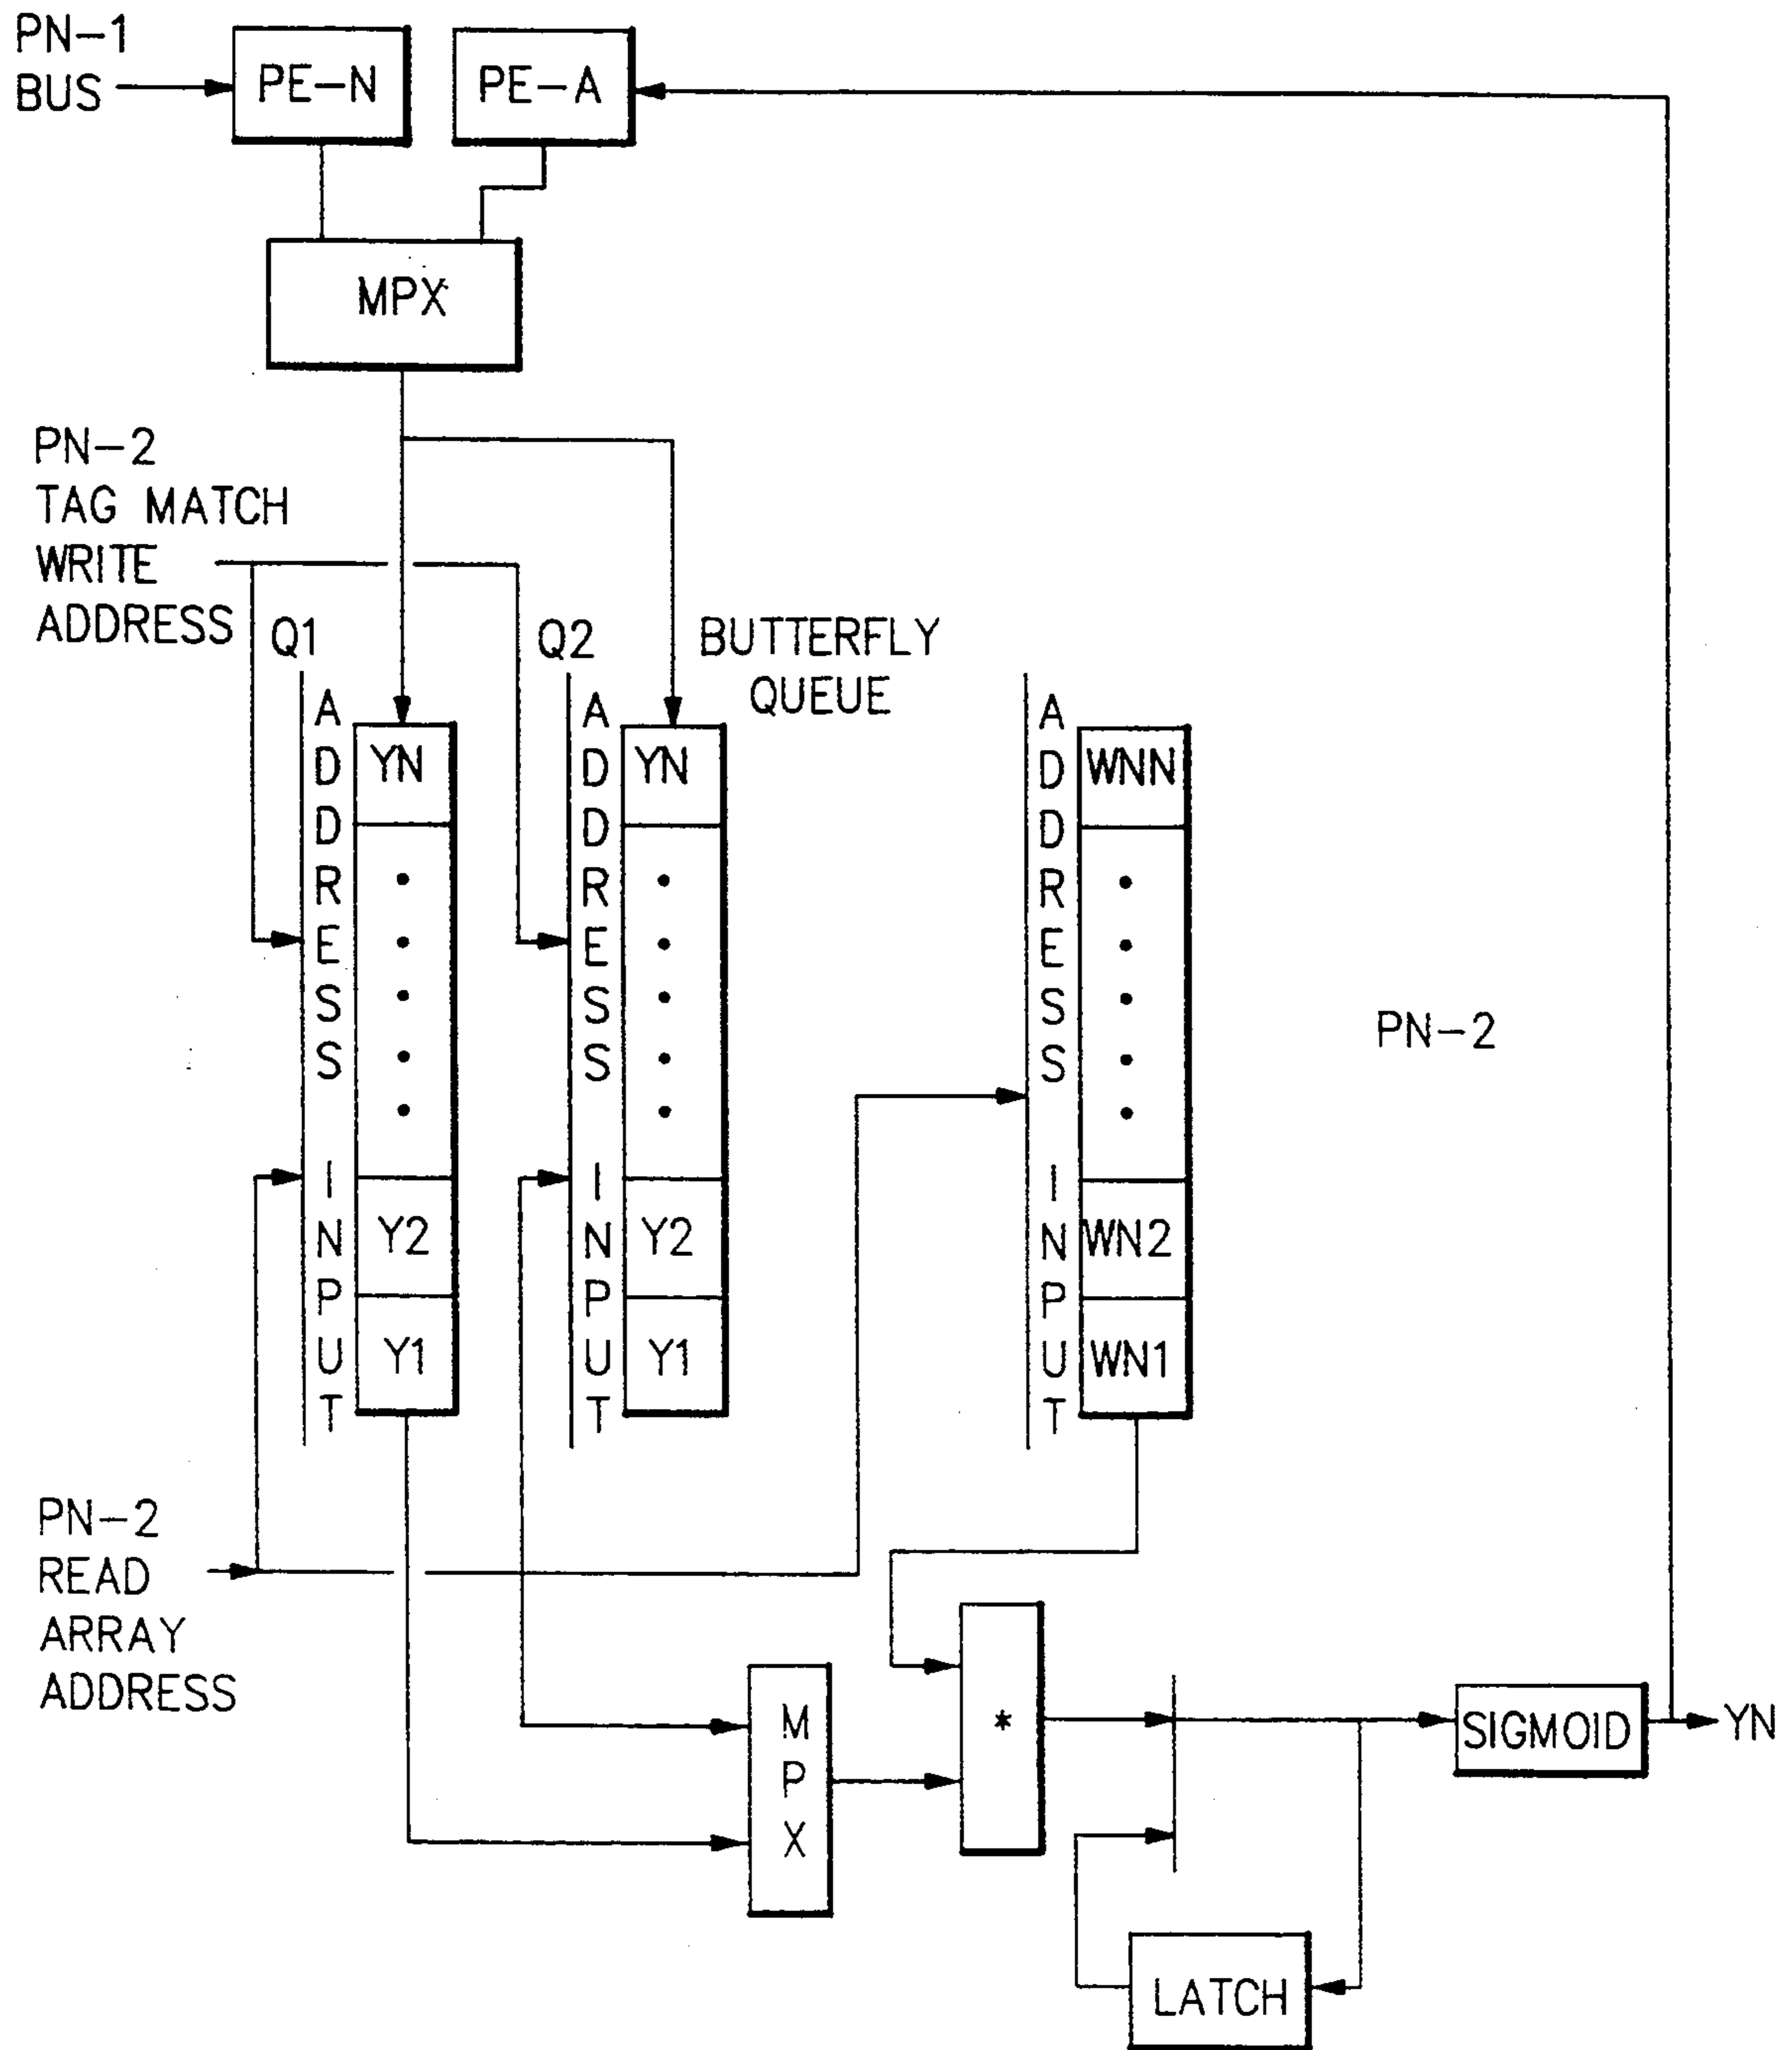 PN-1
BUS
PE-N
PE-A
MPX
PN-2
TAG MATCH
WRITE
ADDRESS
Q1
Q2
BUTTERFLY
QUEUE
ADDRESS INPUT
YN
Y2
Y1
ADDRESS INPUT
YN
Y2
Y1
ADDRESS INPUT
WNN
WN2
WN1
PN-2
PN-2
READ
ARRAY
ADDRESS
MPX
*
SIGMOID
YN
LATCH